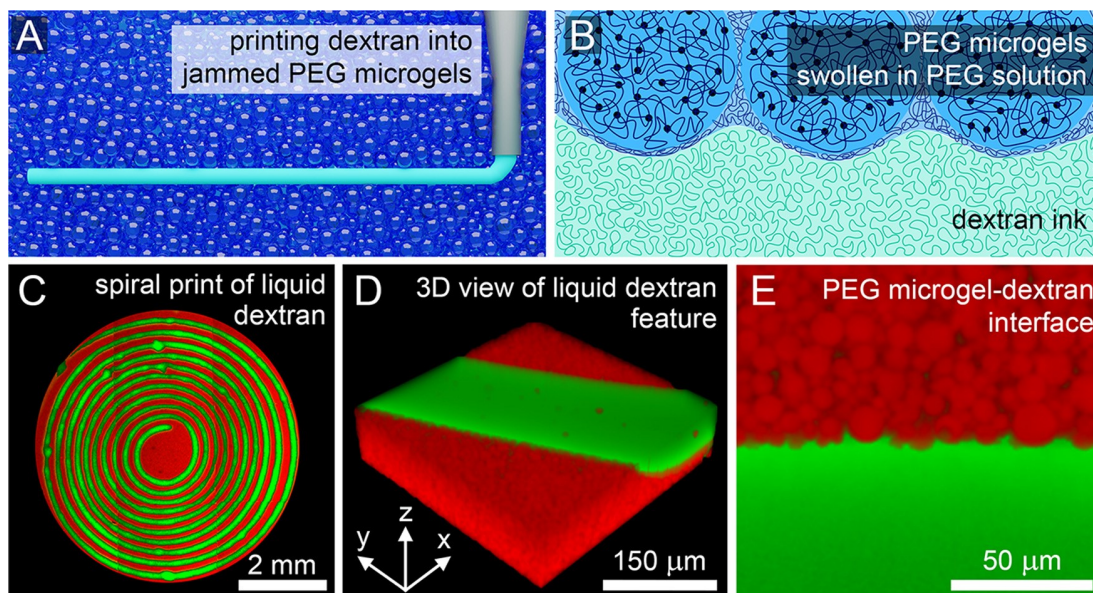 A
printing dextran into
jammed PEG microgels
B
PEG microgels
swollen in PEG solution
dextran ink
C
spiral print of liquid
dextran
2 mm
D
3D view of liquid dextran
feature
z
y
x
150 μm
E
PEG microgel-dextran
interface
50 μm